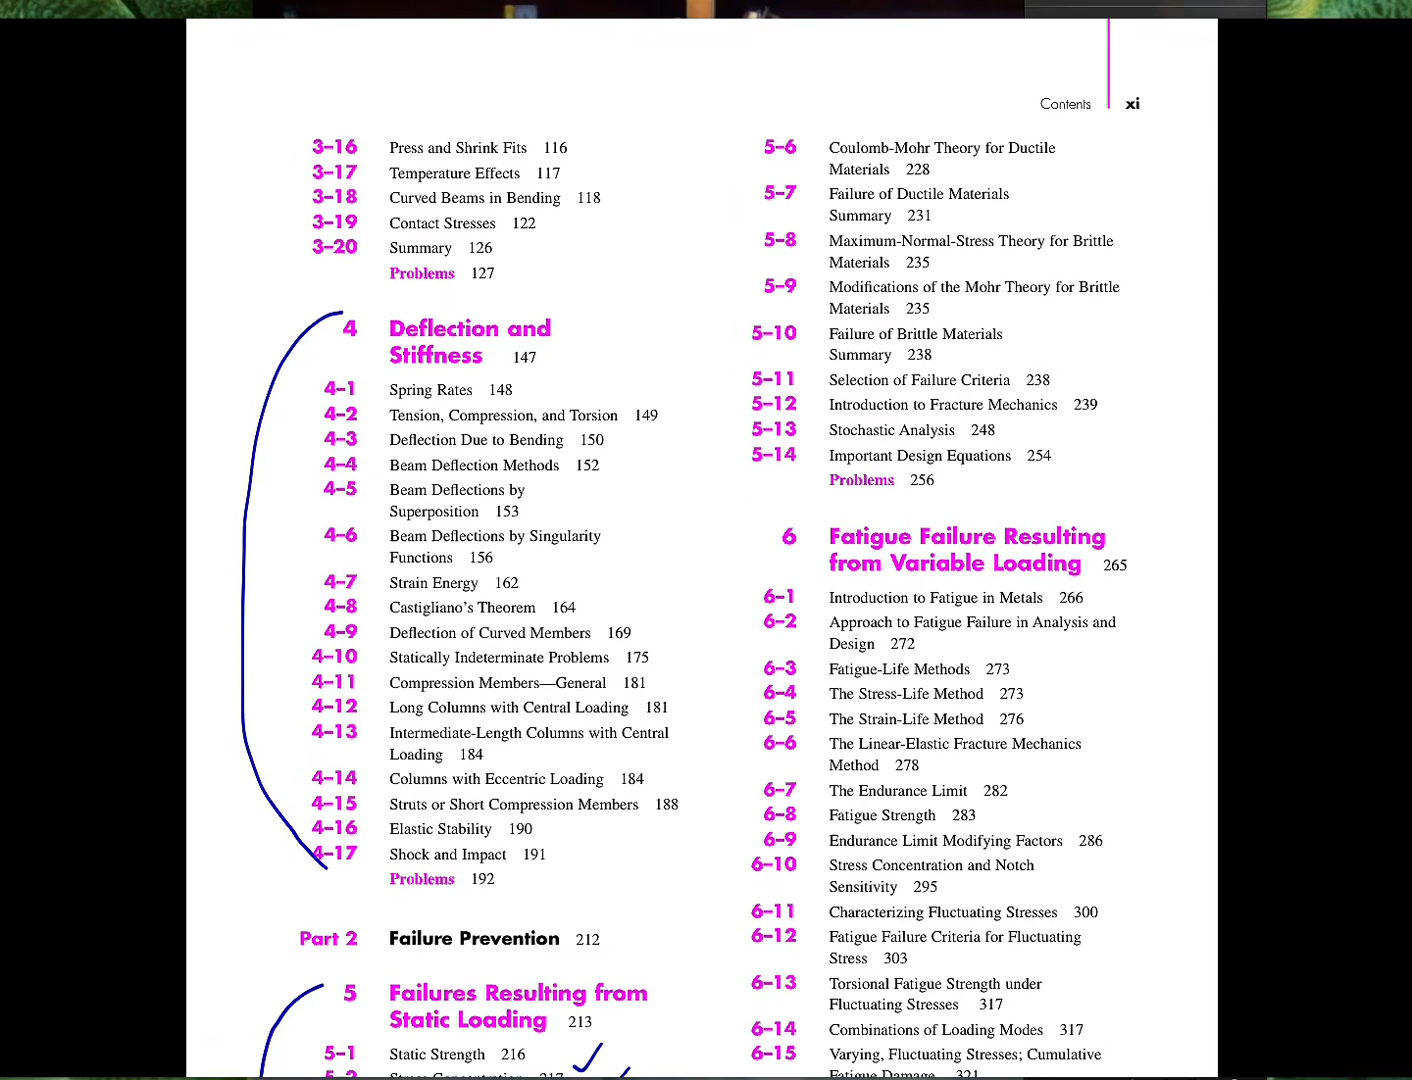 Contents xi
3–16 Press and Shrink Fits 116
3–17 Temperature Effects 117
3–18 Curved Beams in Bending 118
3–19 Contact Stresses 122
3–20 Summary 126
Problems 127
4 Deflection and
Stiffness 147
4–1 Spring Rates 148
4–2 Tension, Compression, and Torsion 149
4–3 Deflection Due to Bending 150
4–4 Beam Deflection Methods 152
4–5 Beam Deflections by
Superposition 153
4–6 Beam Deflections by Singularity
Functions 156
4–7 Strain Energy 162
4–8 Castigliano's Theorem 164
4–9 Deflection of Curved Members 169
4–10 Statically Indeterminate Problems 175
4–11 Compression Members—General 181
4–12 Long Columns with Central Loading 181
4–13 Intermediate-Length Columns with Central
Loading 184
4–14 Columns with Eccentric Loading 184
4–15 Struts or Short Compression Members 188
4–16 Elastic Stability 190
4–17 Shock and Impact 191
Problems 192
Part 2 Failure Prevention 212
5 Failures Resulting from
Static Loading 213
5–1 Static Strength 216
5–2 Stress Concentration 217
5–6 Coulomb-Mohr Theory for Ductile
Materials 228
5–7 Failure of Ductile Materials
Summary 231
5–8 Maximum-Normal-Stress Theory for Brittle
Materials 235
5–9 Modifications of the Mohr Theory for Brittle
Materials 235
5–10 Failure of Brittle Materials
Summary 238
5–11 Selection of Failure Criteria 238
5–12 Introduction to Fracture Mechanics 239
5–13 Stochastic Analysis 248
5–14 Important Design Equations 254
Problems 256
6 Fatigue Failure Resulting
from Variable Loading 265
6–1 Introduction to Fatigue in Metals 266
6–2 Approach to Fatigue Failure in Analysis and
Design 272
6–3 Fatigue-Life Methods 273
6–4 The Stress-Life Method 273
6–5 The Strain-Life Method 276
6–6 The Linear-Elastic Fracture Mechanics
Method 278
6–7 The Endurance Limit 282
6–8 Fatigue Strength 283
6–9 Endurance Limit Modifying Factors 286
6–10 Stress Concentration and Notch
Sensitivity 295
6–11 Characterizing Fluctuating Stresses 300
6–12 Fatigue Failure Criteria for Fluctuating
Stress 303
6–13 Torsional Fatigue Strength under
Fluctuating Stresses 317
6–14 Combinations of Loading Modes 317
6–15 Varying, Fluctuating Stresses; Cumulative
Fatigue Damage 321